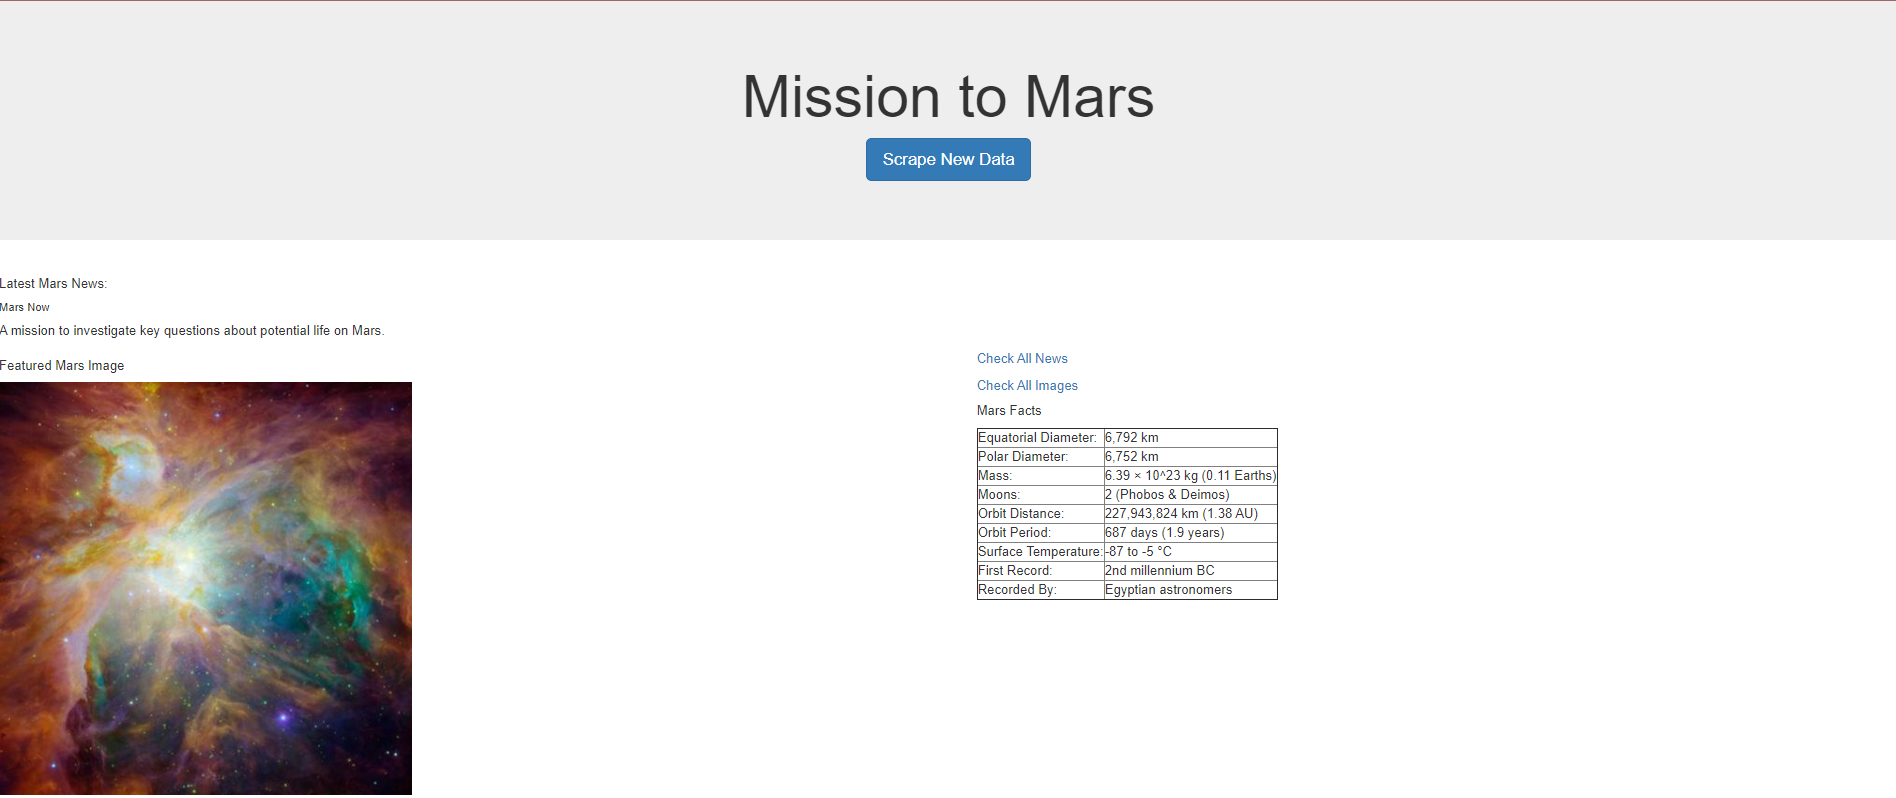 Mission to Mars
Scrape New Data
Latest Mars News:
Mars Now
A mission to investigate key questions about potential life on Mars.
Featured Mars Image
Check All News
Check All Images
Mars Facts
Equatorial Diameter: 6,792 km
Polar Diameter: 6,752 km
Mass: 6.39 × 10^23 kg (0.11 Earths)
Moons: 2 (Phobos & Deimos)
Orbit Distance: 227,943,824 km (1.38 AU)
Orbit Period: 687 days (1.9 years)
Surface Temperature: -87 to -5 °C
First Record: 2nd millennium BC
Recorded By: Egyptian astronomers